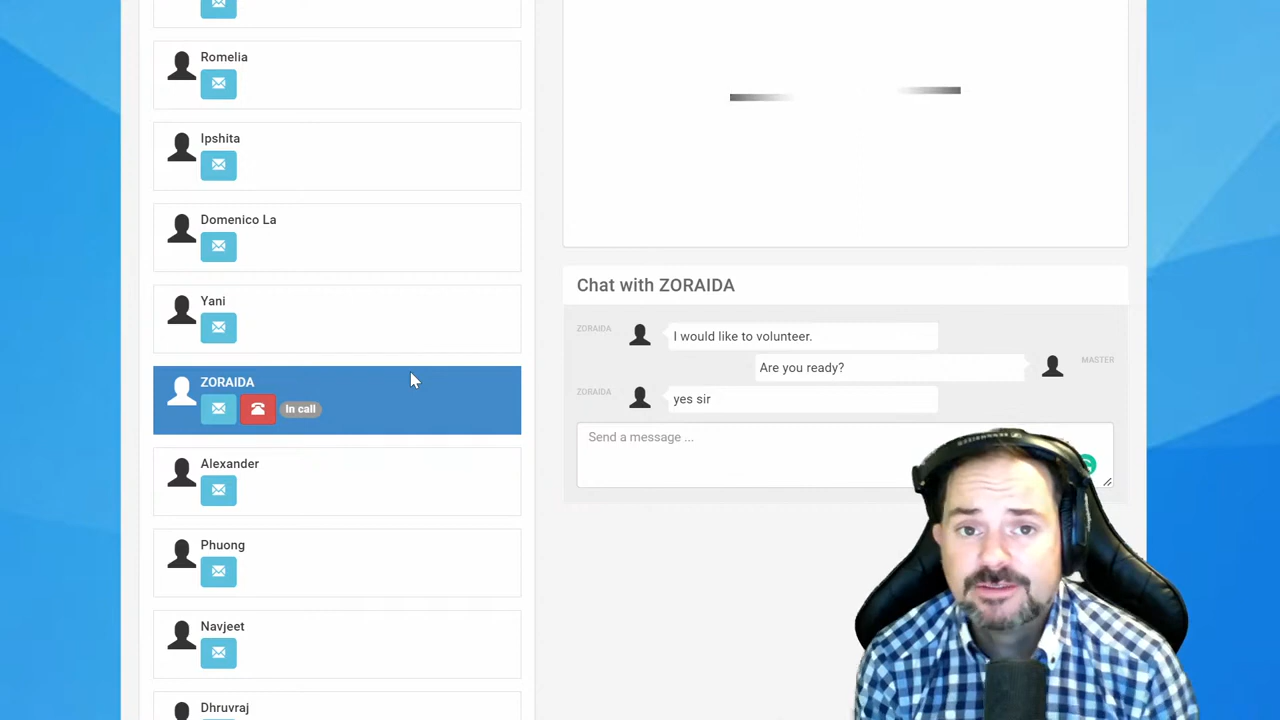 Romelia
Ipshita
Domenico La
Yani
ZORAIDA
In call
Alexander
Phuong
Navjeet
Dhruvraj
Chat with ZORAIDA
ZORAIDA
I would like to volunteer.
Are you ready?
MASTER
ZORAIDA
yes sir
Send a message ...